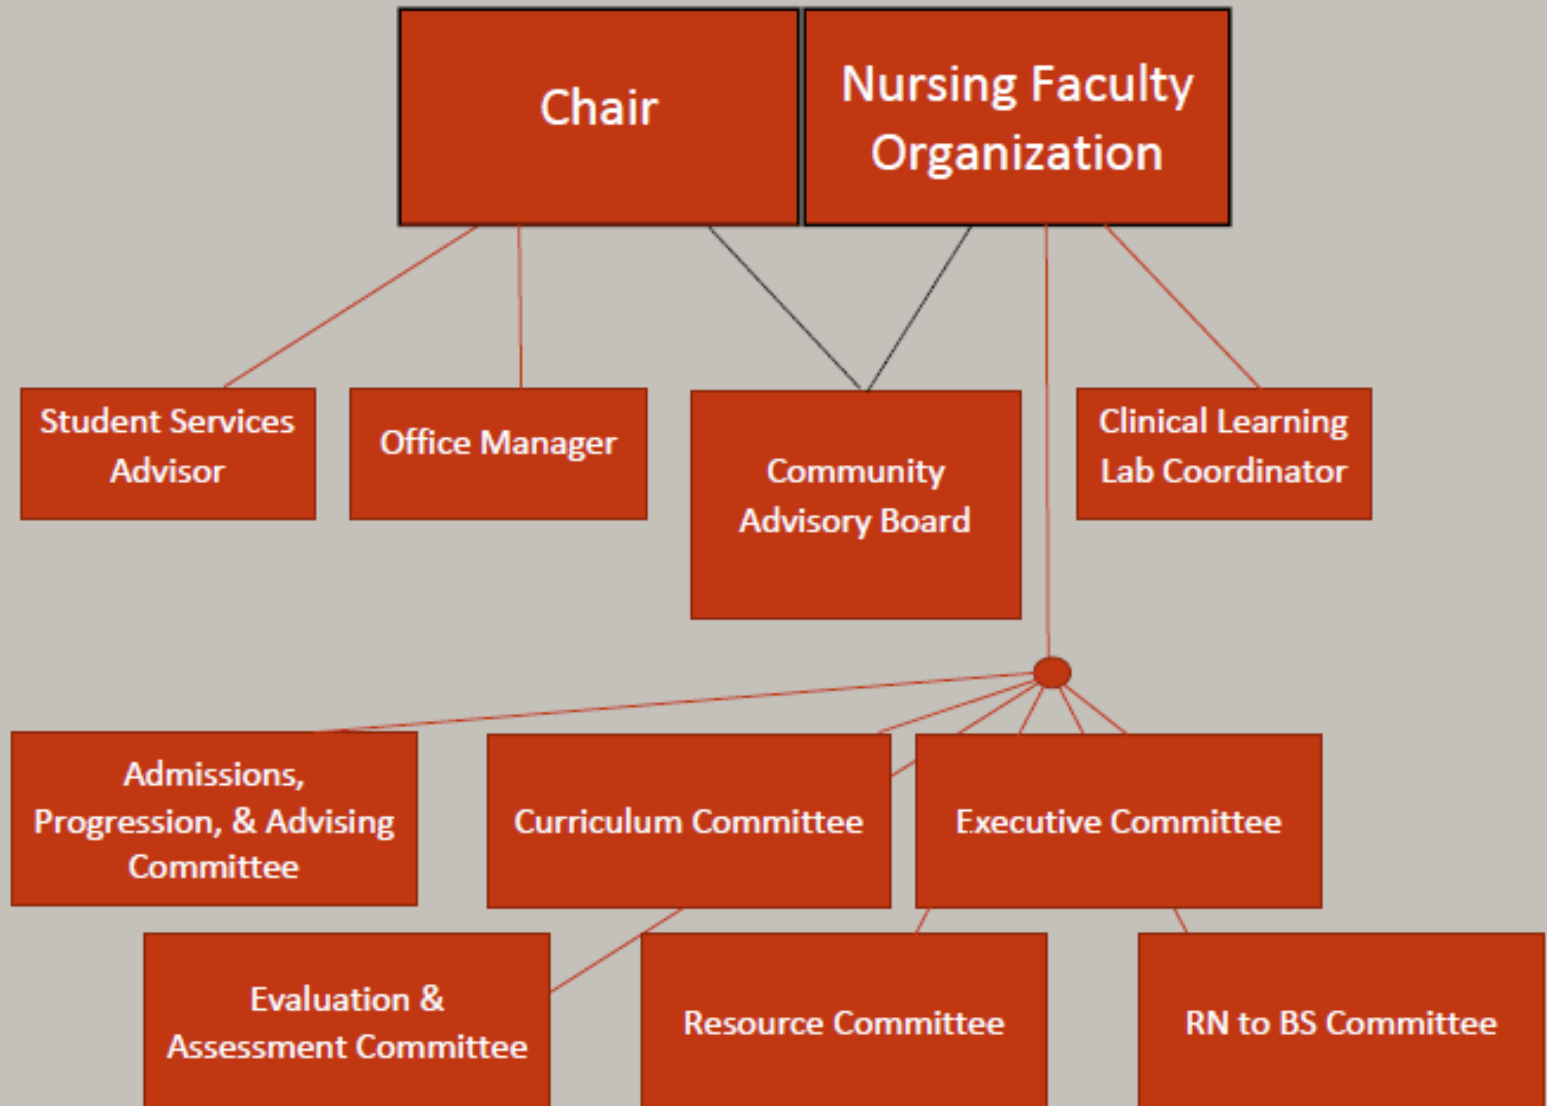 Chair
Nursing Faculty
Organization
Student Services
Advisor
Office Manager
Community
Advisory Board
Clinical Learning
Lab Coordinator
Admissions,
Progression, & Advising
Committee
Curriculum Committee
Executive Committee
Evaluation &
Assessment Committee
Resource Committee
RN to BS Committee